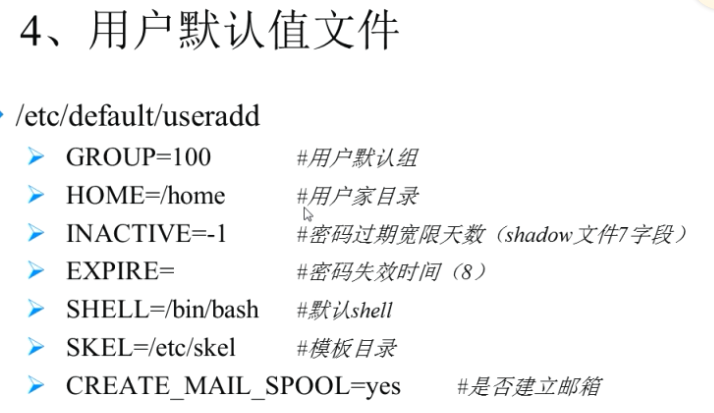 4、用户默认值文件
/etc/default/useradd
GROUP=100 #用户默认组
HOME=/home #用户家目录
INACTIVE=-1 #密码过期宽限天数（shadow文件7字段）
EXPIRE= #密码失效时间（8）
SHELL=/bin/bash #默认shell
SKEL=/etc/skel #模板目录
CREATE_MAIL_SPOOL=yes #是否建立邮箱